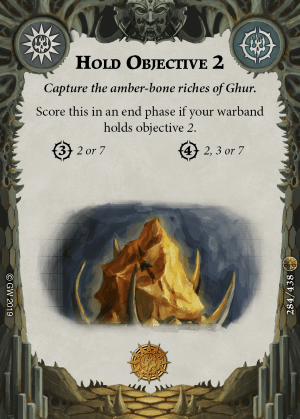 HOLD OBJECTIVE 2
Capture the amber-bone riches of Ghur.
Score this in an end phase if your warband
holds objective 2.
3 2 or 7 4 2, 3 or 7
© GW 2019
284/438